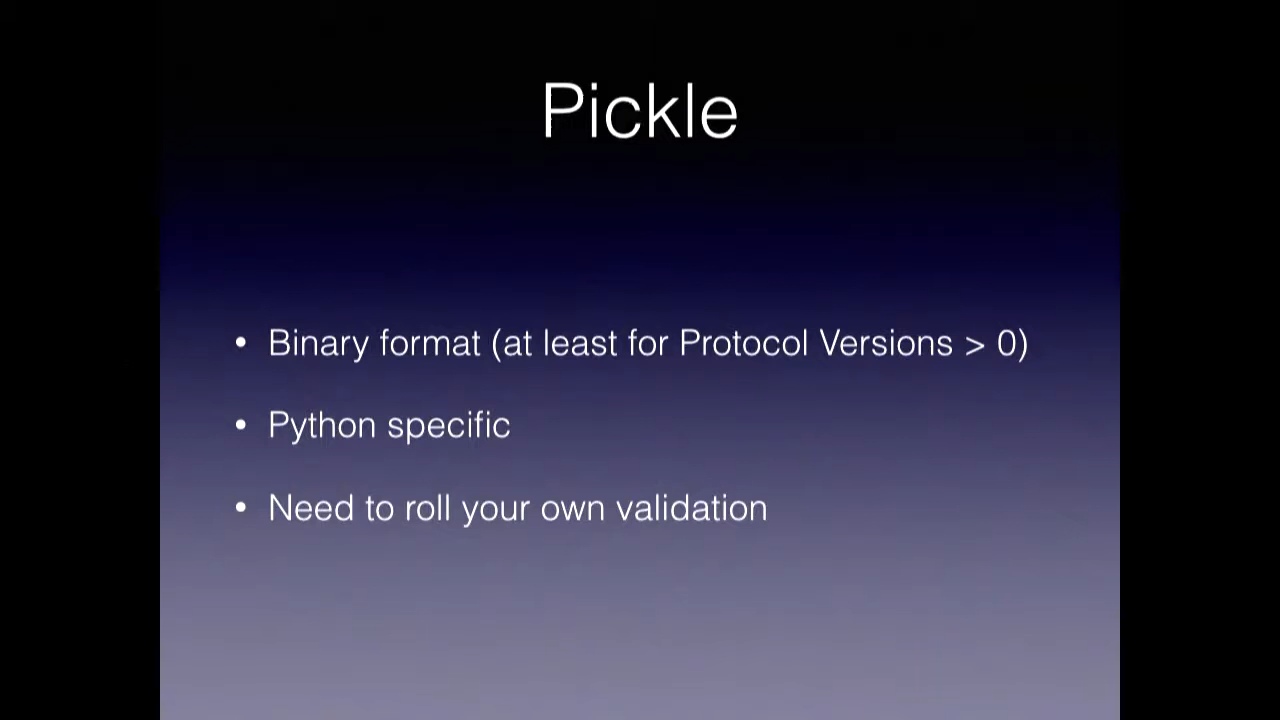 Pickle
• Binary format (at least for Protocol Versions > 0)
• Python specific
• Need to roll your own validation